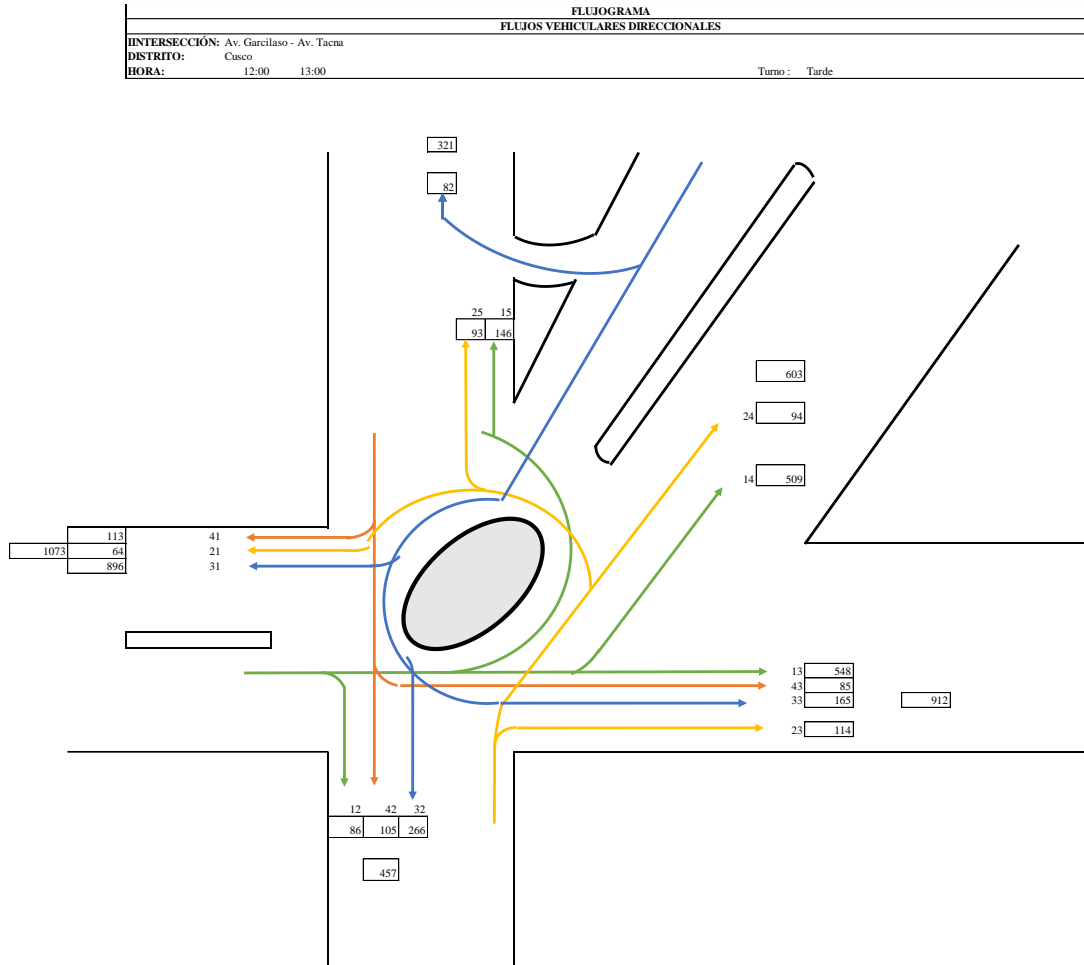 FLUJOGRAMA
FLUJOS VEHICULARES DIRECCIONALES
IINTERSECCIÓN: Av. Garcilaso - Av. Tacna
DISTRITO: Cusco
HORA: 12:00 13:00 Turno : Tarde
321
82
25 15
93 146
603
24 94
14 509
113 41
1073 64 21
896 31
13 548
43 85
33 165 912
23 114
12 42 32
86 105 266
457